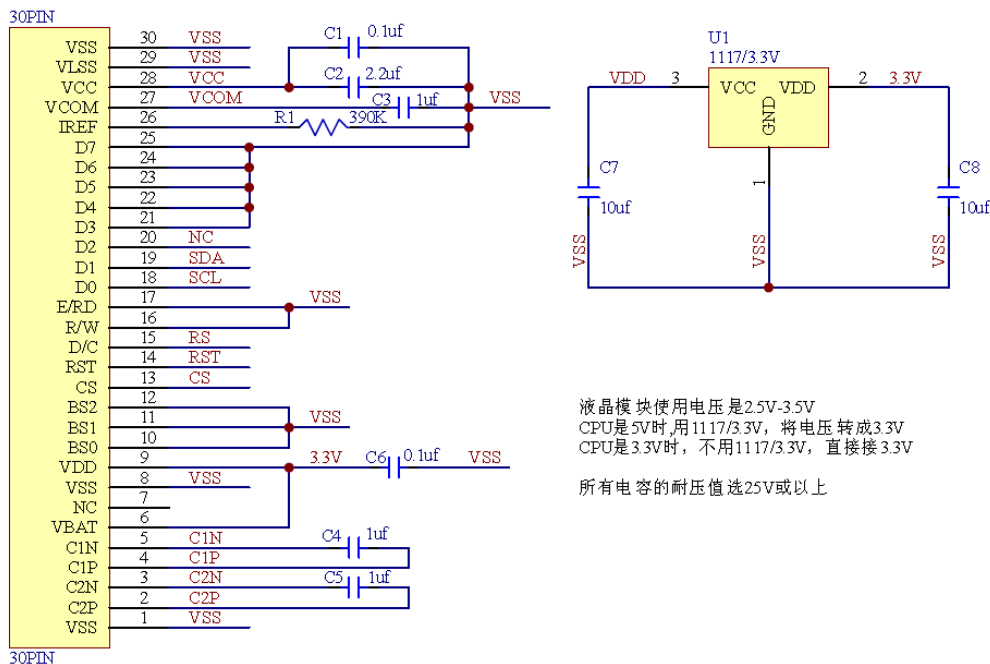 30PIN
VSS 30 VSS
VLSS 29 VSS
VCC 28 VCC
VCOM 27 VCOM
IREF 26
D7 25
D6 24
D5 23
D4 22
D3 21
D2 20 NC
D1 19 SDA
D0 18 SCL
E/RD 17 VSS
R/W 16
D/C 15 RS
RST 14 RST
CS 13 CS
BS2 12
BS1 11 VSS
BS0 10
VDD 9 3.3V C6 0.1uf VSS
VSS 8 VSS
NC 7
VBAT 6
C1N 5 C1N C4 1uf
C1P 4 C1P
C2N 3 C2N C5 1uf
C2P 2 C2P
VSS 1 VSS
30PIN
C1 0.1uf
C2 2.2uf
C3 1uf
VSS
R1 390K
U1
1117/3.3V
VDD 3 VCC VDD 2 3.3V
GND
1
C7
10uf
C8
10uf
VSS
VSS
VSS
液晶模块使用电压是2.5V-3.5V
CPU是5V时,用1117/3.3V，将电压转成3.3V
CPU是3.3V时，不用1117/3.3V，直接接3.3V
所有电容的耐压值选25V或以上